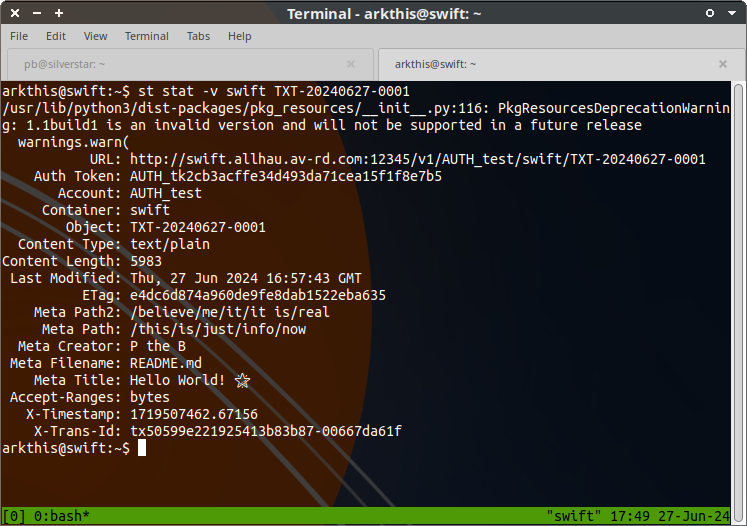 Terminal - arkthis@swift: ~
File Edit View Terminal Tabs Help
pb@silverstar: ~
arkthis@swift: ~
arkthis@swift:~$ st stat -v swift TXT-20240627-0001
/usr/lib/python3/dist-packages/pkg_resources/__init__.py:116: PkgResourcesDeprecationWarnin
g: 1.1build1 is an invalid version and will not be supported in a future release
warnings.warn(
URL: http://swift.allhau.av-rd.com:12345/v1/AUTH_test/swift/TXT-20240627-0001
Auth Token: AUTH_tk2cb3acffe34d493da71cea15f1f8e7b5
Account: AUTH_test
Container: swift
Object: TXT-20240627-0001
Content Type: text/plain
Content Length: 5983
Last Modified: Thu, 27 Jun 2024 16:57:43 GMT
ETag: e4dc6d874a960de9fe8dab1522eba635
Meta Path2: /believe/me/it/it is/real
Meta Path: /this/is/just/info/now
Meta Creator: P the B
Meta Filename: README.md
Meta Title: Hello World! ⭐
Accept-Ranges: bytes
X-Timestamp: 1719507462.67156
X-Trans-Id: tx50599e221925413b83b87-00667da61f
arkthis@swift:~$
[0] 0:bash* "swift" 17:49 27-Jun-24